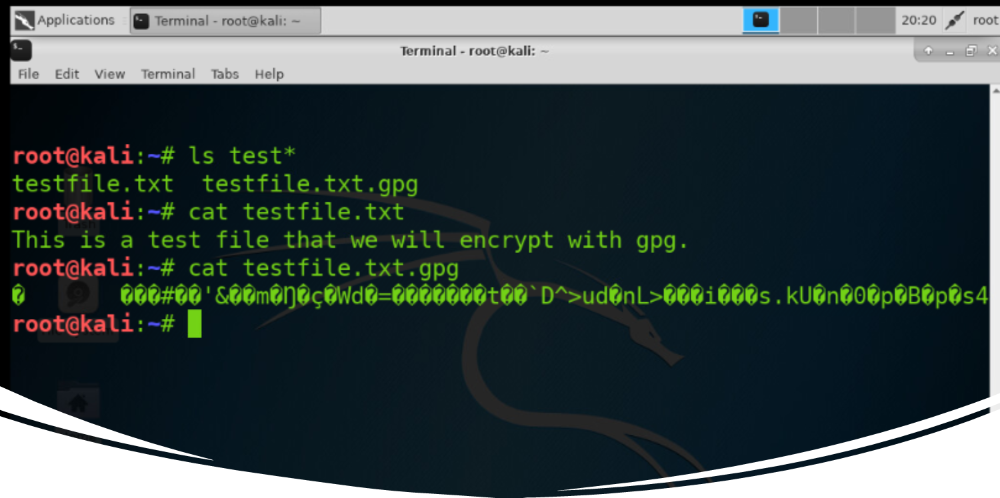 Applications
Terminal - root@kali: ~
20:20
root
Terminal - root@kali: ~
File Edit View Terminal Tabs Help
root@kali:~# ls test*
testfile.txt  testfile.txt.gpg
root@kali:~# cat testfile.txt
This is a test file that we will encrypt with gpg.
root@kali:~# cat testfile.txt.gpg
�       ���#��'&��m�Ŋ�ç�Wd�=�������t��`D^>ud�nL>���i���s.kU�n�0�p�B�p�s4
root@kali:~#